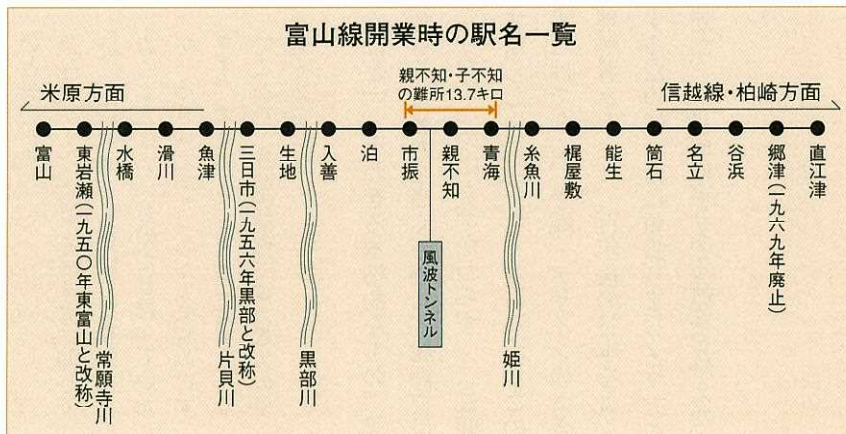 富山線開業時の駅名一覧
米原方面
親不知・子不知
の難所13.7キロ
信越線・柏崎方面
富山
東岩瀬(一九五〇年東富山と改称)
常願寺川
水橋
滑川
魚津
片貝川
三日市(一九五六年黒部と改称)
生地
黒部川
入善
泊
市振
風波トンネル
親不知
青海
姫川
糸魚川
梶屋敷
能生
筒石
名立
谷浜
郷津(一九六九年廃止)
直江津